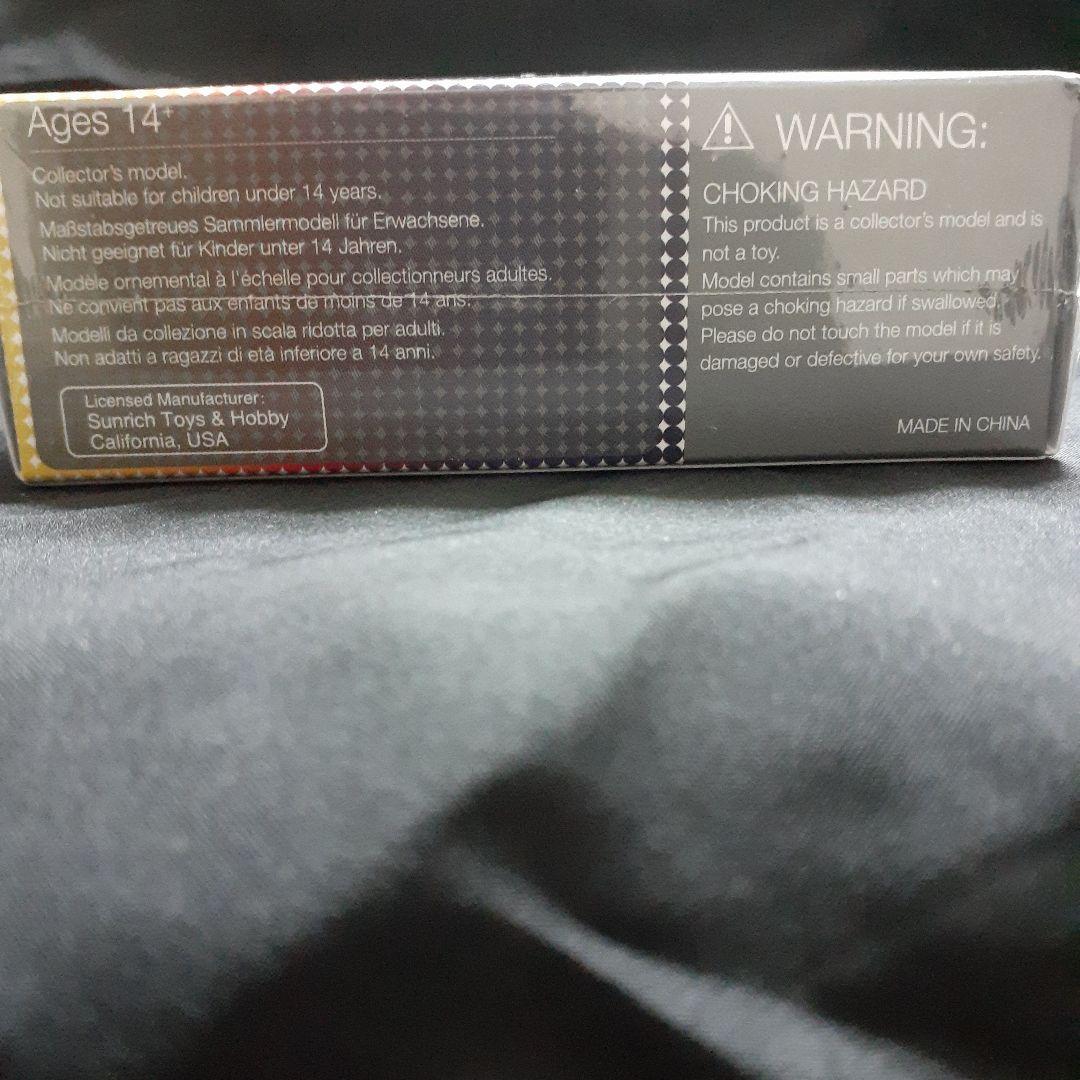 Ages 14+
Collector's model.
Not suitable for children under 14 years.
Maßstabsgetreues Sammlermodell für Erwachsene.
Nicht geeignet für Kinder unter 14 Jahren.
Modèle ornemental à l'échelle pour collectionneurs adultes.
Ne convient pas aux enfants de moins de 14 ans.
Modelli da collezione in scala ridotta per adulti.
Non adatti a ragazzi di età inferiore a 14 anni.
Licensed Manufacturer:
Sunrich Toys & Hobby
California, USA
WARNING:
CHOKING HAZARD
This product is a collector's model and is
not a toy.
Model contains small parts which may
pose a choking hazard if swallowed.
Please do not touch the model if it is
damaged or defective for your own safety.
MADE IN CHINA